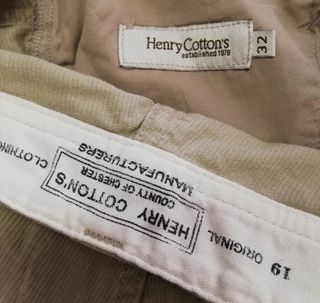 Henry Cotton's
established 1978
32
19 ORIGINAL
HENRY COTTON'S
COUNTY OF CHESTER
MANUFACTURERS
CLOTHING